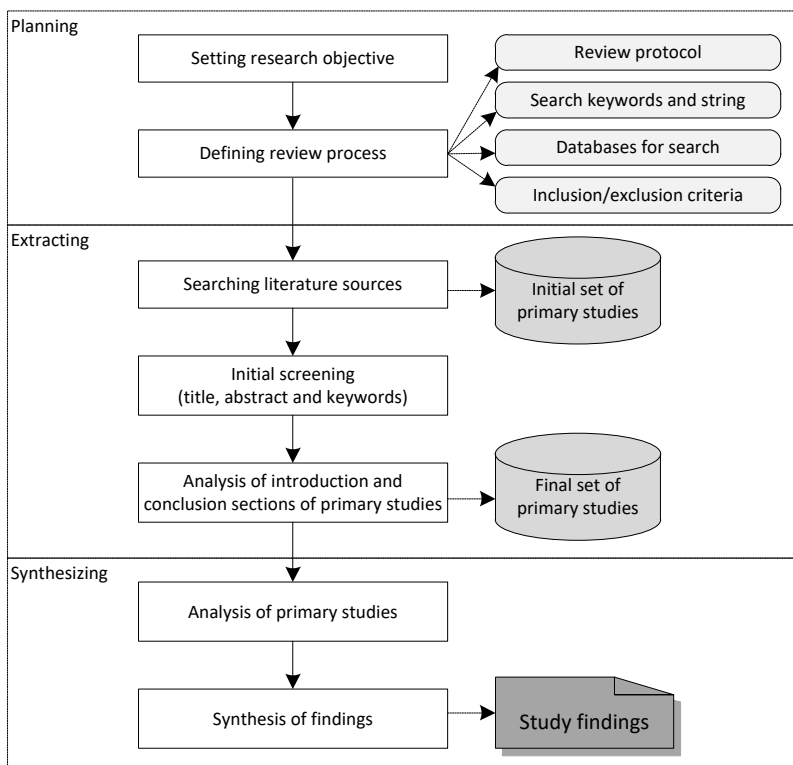 Planning
Setting research objective
Review protocol
Search keywords and string
Defining review process
Databases for search
Inclusion/exclusion criteria
Extracting
Searching literature sources
Initial set of
primary studies
Initial screening
(title, abstract and keywords)
Analysis of introduction and
conclusion sections of primary studies
Final set of
primary studies
Synthesizing
Analysis of primary studies
Synthesis of findings
Study findings